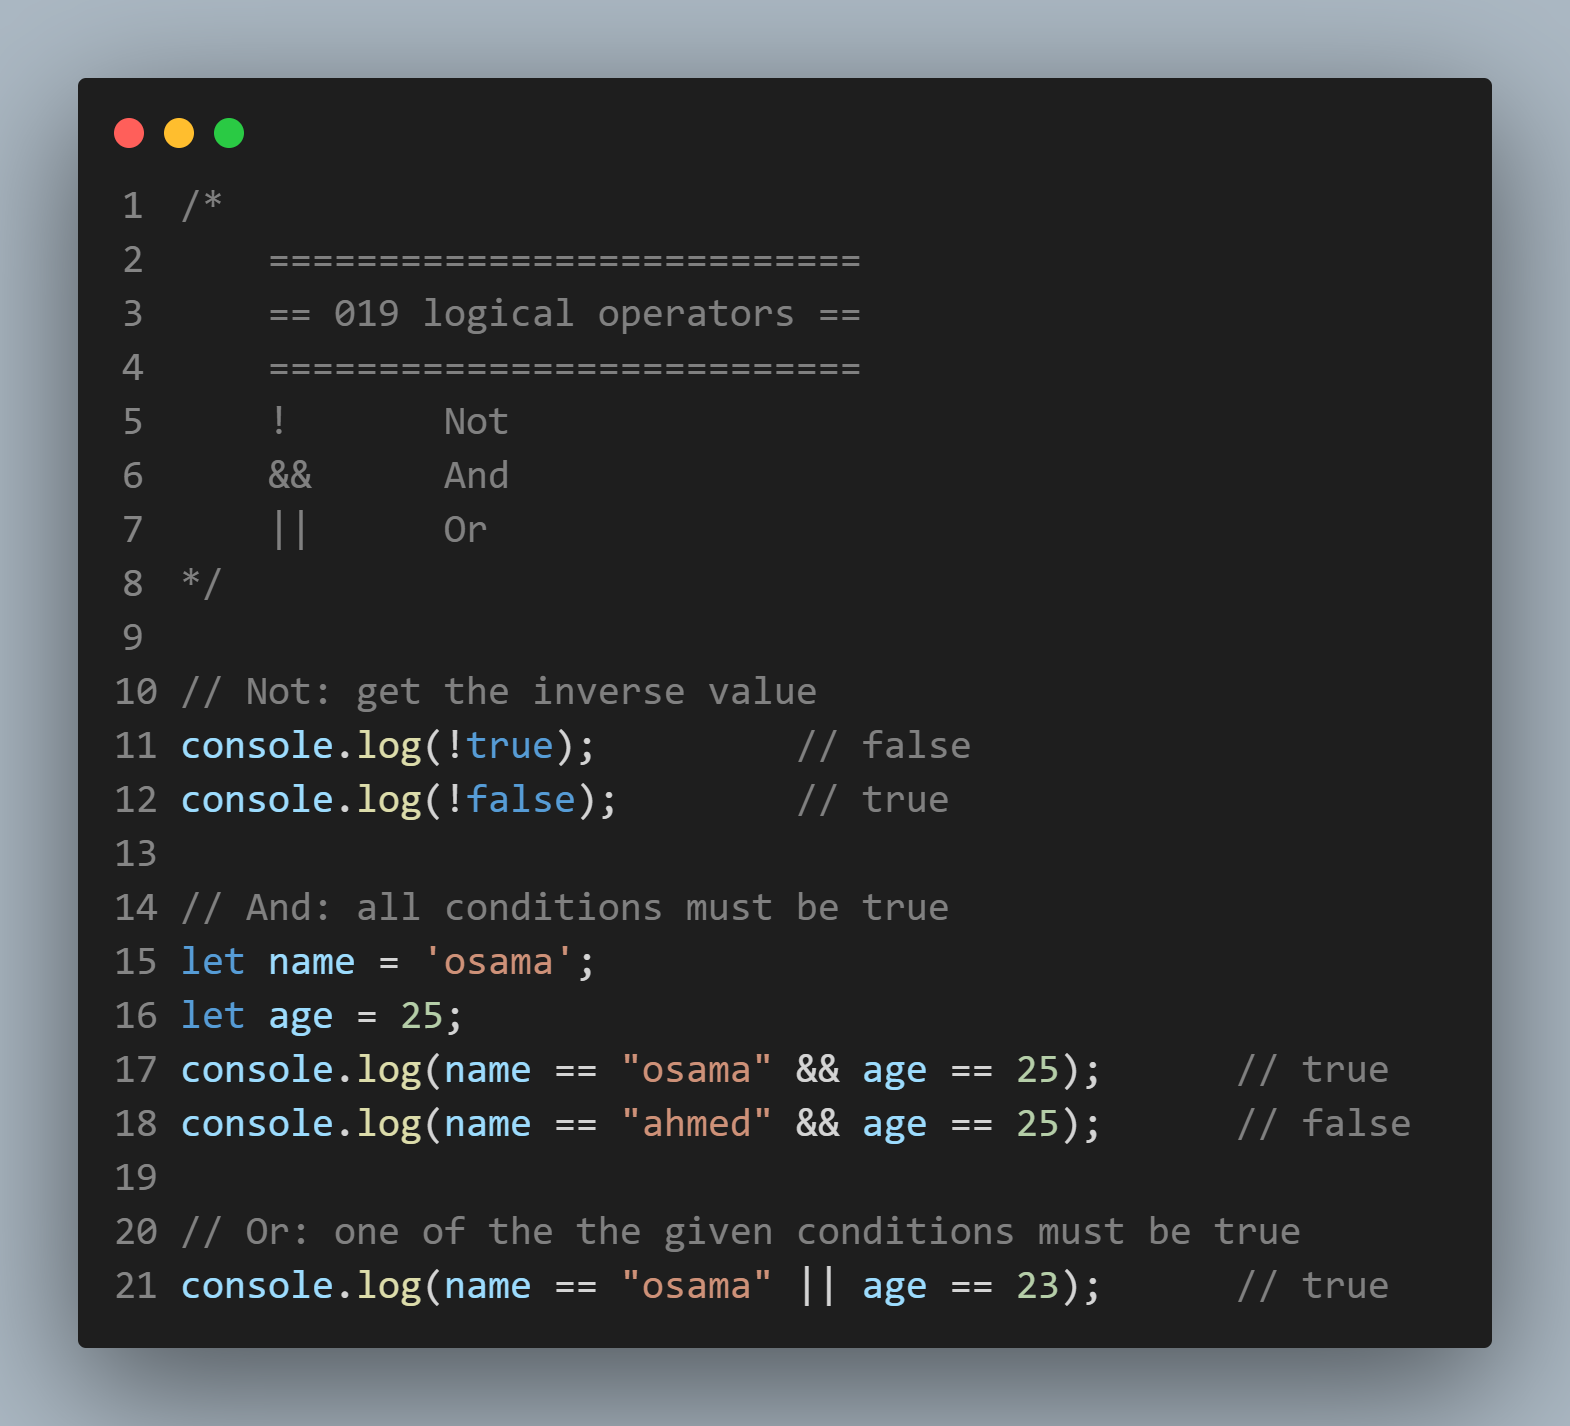 1 /*
2     ===========================
3     == 019 logical operators ==
4     ===========================
5     !       Not
6     &&      And
7     ||      Or
8 */
9
10 // Not: get the inverse value
11 console.log(!true);         // false
12 console.log(!false);        // true
13
14 // And: all conditions must be true
15 let name = 'osama';
16 let age = 25;
17 console.log(name == "osama" && age == 25);      // true
18 console.log(name == "ahmed" && age == 25);      // false
19
20 // Or: one of the the given conditions must be true
21 console.log(name == "osama" || age == 23);      // true